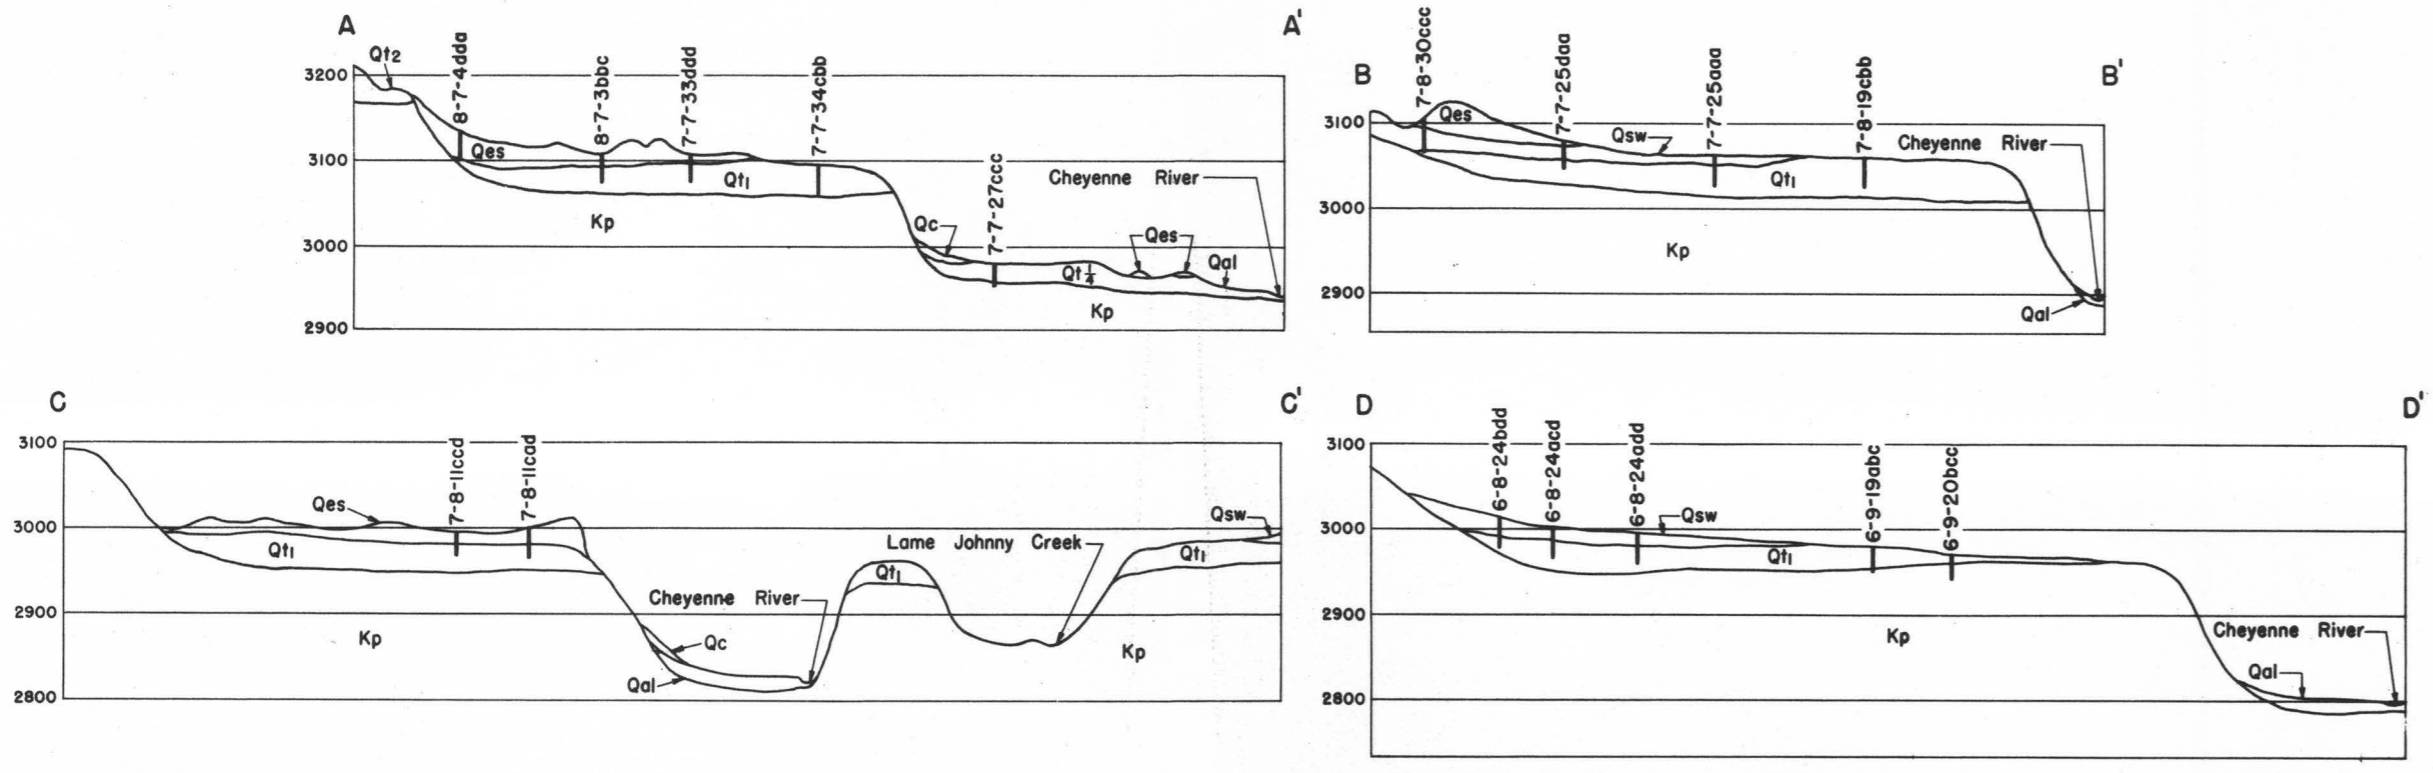 A
A'
Qt2
8-7-4dda
8-7-3bbc
7-7-33ddd
7-7-34cbb
7-7-27ccc
3200
3100
3000
2900
Qes
Qt1
Kp
Qc
Cheyenne River
Qes
Qt 1/4
Qal
Kp
B
B'
7-8-30ccc
7-7-25daa
7-7-25aaa
7-8-19cbb
3100
3000
2900
Qes
Qsw
Cheyenne River
Qt1
Kp
Qal
C
C'
3100
3000
2900
2800
7-8-11ccd
7-8-11cad
Qes
Qt1
Kp
Cheyenne River
Qc
Qal
Qt1
Lame Johnny Creek
Qsw
Qt1
Kp
D
D'
3100
3000
2900
2800
6-8-24bdd
6-8-24acd
6-8-24add
6-9-19abc
6-9-20bcc
Qsw
Qt1
Kp
Cheyenne River
Qal